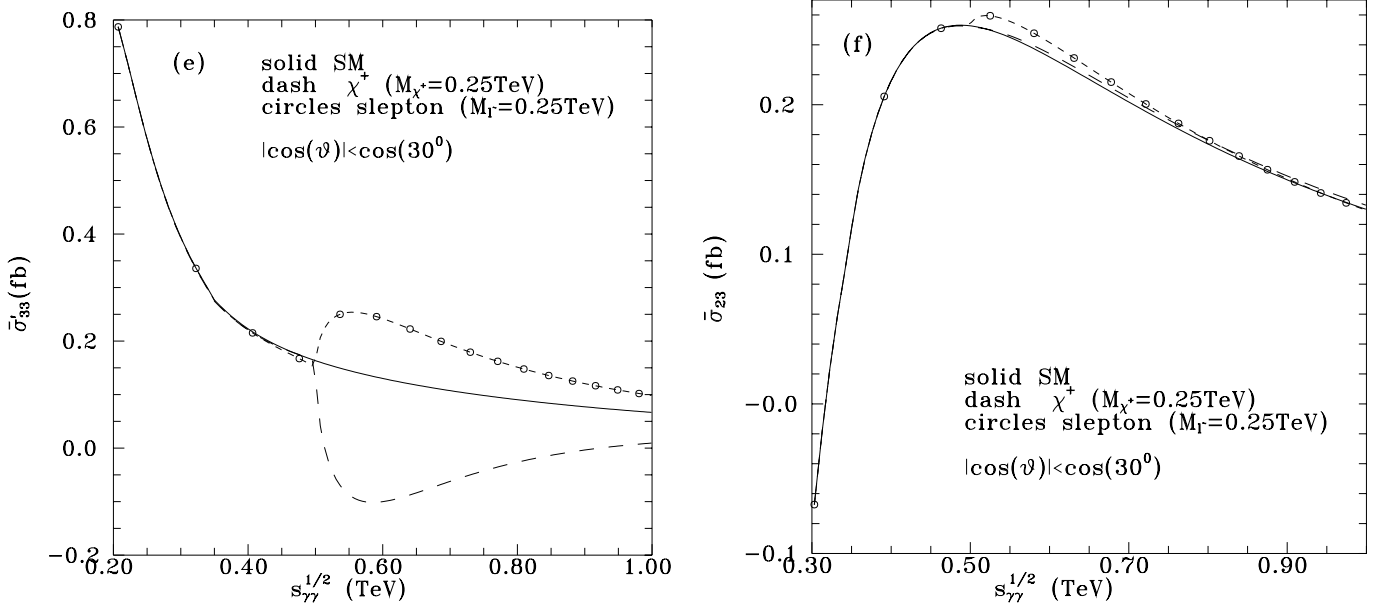 0.8
0.6
0.4
0.2
0.0
−0.2
σ̄′₃₃(fb)
(e)
solid SM
dash χ⁺ (M_χ⁺=0.25TeV)
circles slepton (M_l̃=0.25TeV)
|cos(ϑ)|<cos(30⁰)
0.20 0.40 0.60 0.80 1.00
s_γγ^1/2 (TeV)
0.2
0.1
−0.0
−0.1
σ̄₂₃ (fb)
(f)
solid SM
dash χ⁺ (M_χ⁺=0.25TeV)
circles slepton (M_l̃=0.25TeV)
|cos(ϑ)|<cos(30⁰)
0.30 0.50 0.70 0.90
s_γγ^1/2 (TeV)